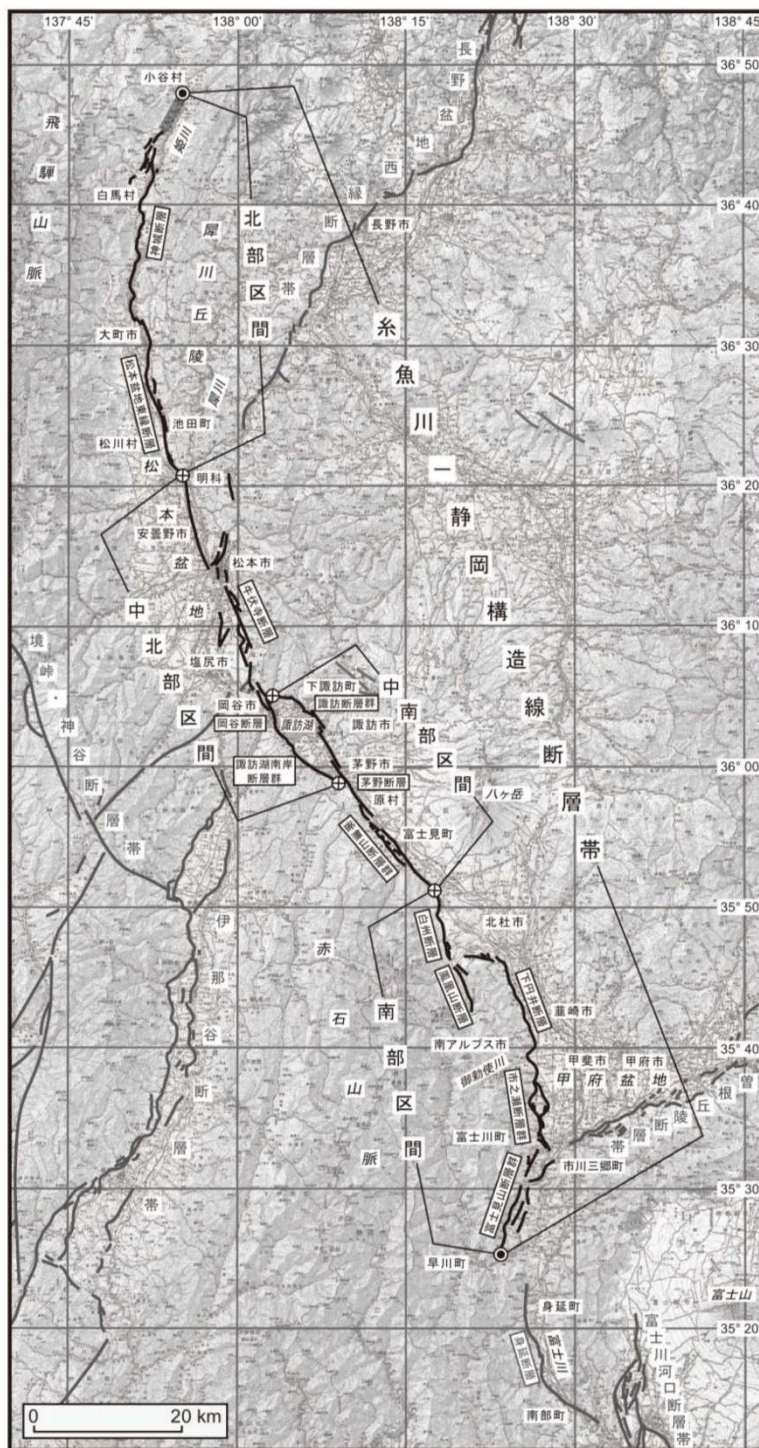 137° 45'
138° 00'
138° 15'
138° 30'
138° 45'
36° 50'
36° 40'
36° 30'
36° 20'
36° 10'
36° 00'
35° 50'
35° 40'
35° 30'
35° 20'
小谷村
姫川
飛騨山脈
白馬村
神城断層
北部区間
犀川丘陵
犀川
長野盆地西縁断層帯
長野市
大町市
松本盆地東縁断層
池田町
松川村
明科
安曇野市
松本盆地
松本市
牛伏寺断層
中北部区間
塩尻市
糸魚川－静岡構造線断層帯
境峠・神谷断層帯
岡谷市
岡谷断層
下諏訪町
諏訪断層群
諏訪湖
諏訪市
諏訪湖南岸断層群
茅野市
茅野断層
中南部区間
原村
八ヶ岳
富士見町
釜無山断層群
北杜市
白州断層
鳳凰山断層
下円井断層
韮崎市
伊那谷断層帯
赤石山脈
南部区間
南アルプス市
御勅使川
甲斐市
甲府市
甲府盆地
曽根丘陵断層帯
市之瀬断層群
富士川町
市川三郷町
富士見山断層群
早川町
身延町
富士川
身延断層
南部町
富士山
富士川河口断層帯
0
20 km